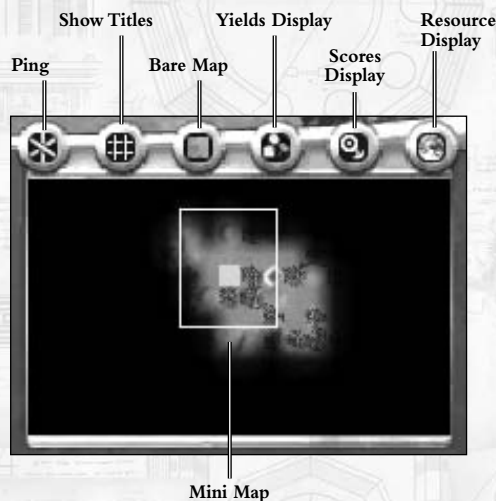 Show Titles
Yields Display
Resource
Display
Ping
Bare Map
Scores
Display
Mini Map